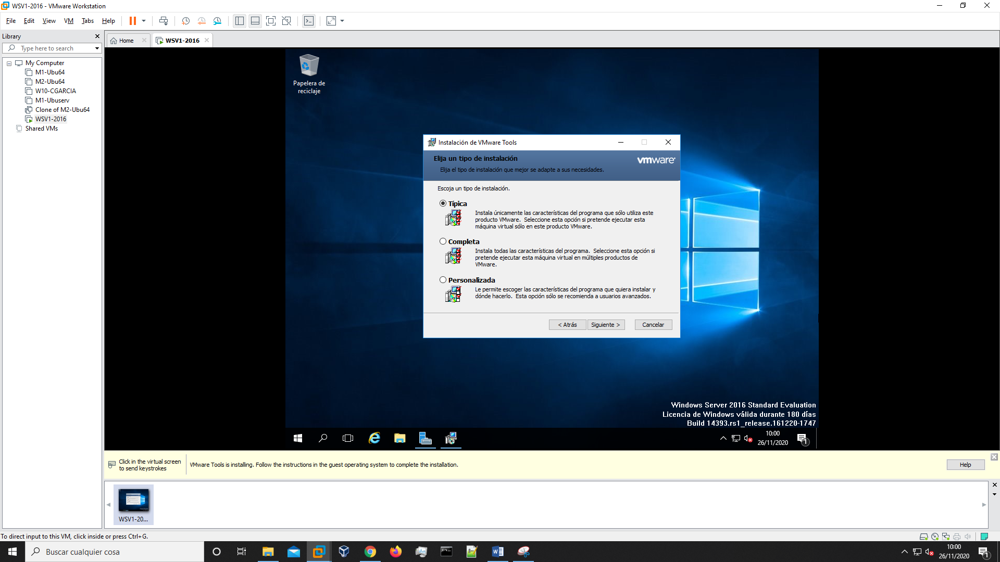 WSV1-2016 - VMware Workstation
File Edit View VM Tabs Help
Library
Type here to search
My Computer
M1-Ubu64
M2-Ubu64
W10-CGARCIA
M1-Ubuserv
Clone of M2-Ubu64
WSV1-2016
Shared VMs
Home
WSV1-2016
Papelera de
reciclaje
Instalación de VMware Tools
Elija un tipo de instalación
vmware
Elija el tipo de instalación que mejor se adapte a sus necesidades.
Escoja un tipo de instalación.
Típica
Instala únicamente las características del programa que sólo utiliza este
producto VMware. Seleccione esta opción si pretende ejecutar esta
máquina virtual sólo en este producto VMware.
Completa
Instala todas las características del programa. Seleccione esta opción si
pretende ejecutar esta máquina virtual en múltiples productos de
VMware.
Personalizada
Le permite escoger las características del programa que quiera instalar y
dónde hacerlo. Esta opción sólo se recomienda a usuarios avanzados.
< Atrás
Siguiente >
Cancelar
Windows Server 2016 Standard Evaluation
Licencia de Windows válida durante 180 días
Build 14393.rs1_release.161220-1747
10:00
26/11/2020
1
Click in the virtual screen
to send keystrokes
VMware Tools is installing. Follow the instructions in the guest operating system to complete the installation.
Help
WSV1-20...
To direct input to this VM, click inside or press Ctrl+G.
Buscar cualquier cosa
10:00
26/11/2020
1